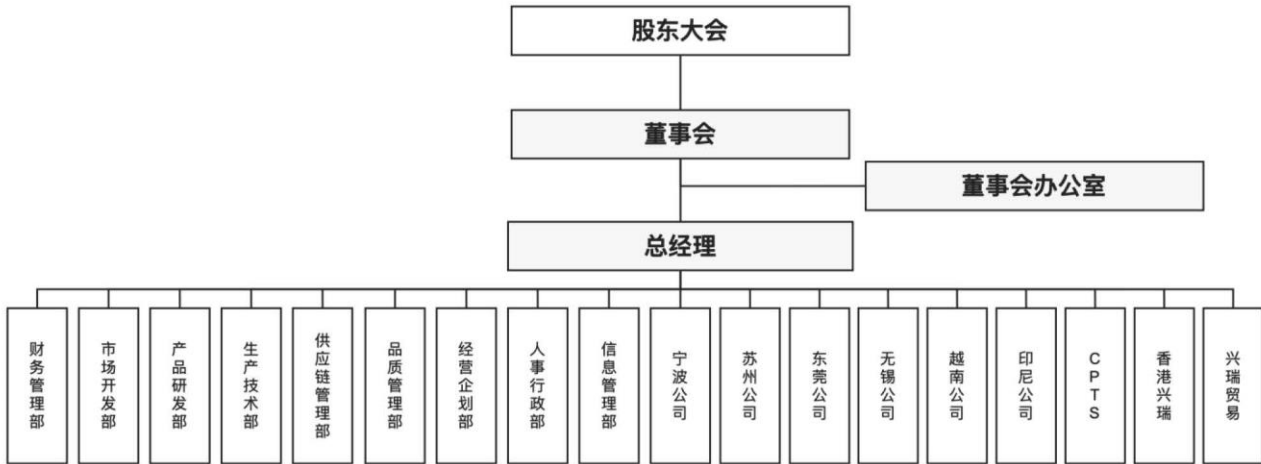 股东大会
董事会
董事会办公室
总经理
财务管理部
市场开发部
产品研发部
生产技术部
供应链管理部
品质管理部
经营企划部
人事行政部
信息管理部
宁波公司
苏州公司
东莞公司
无锡公司
越南公司
印尼公司
CPTS
香港兴瑞
兴瑞贸易